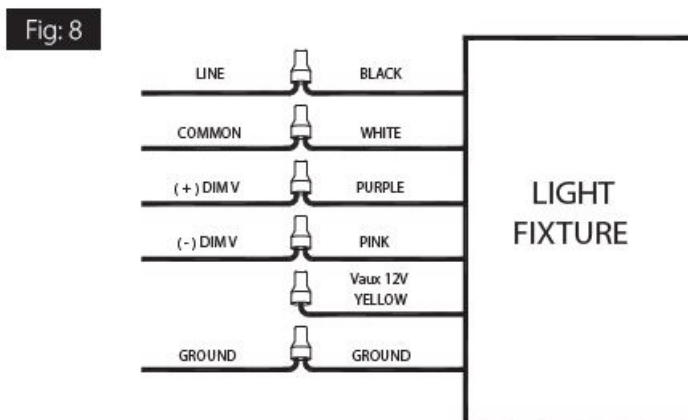 Fig: 8
LINE BLACK
COMMON WHITE
( + ) DIM V PURPLE
( - ) DIM V PINK
Vaux 12V
YELLOW
GROUND GROUND
LIGHT
FIXTURE